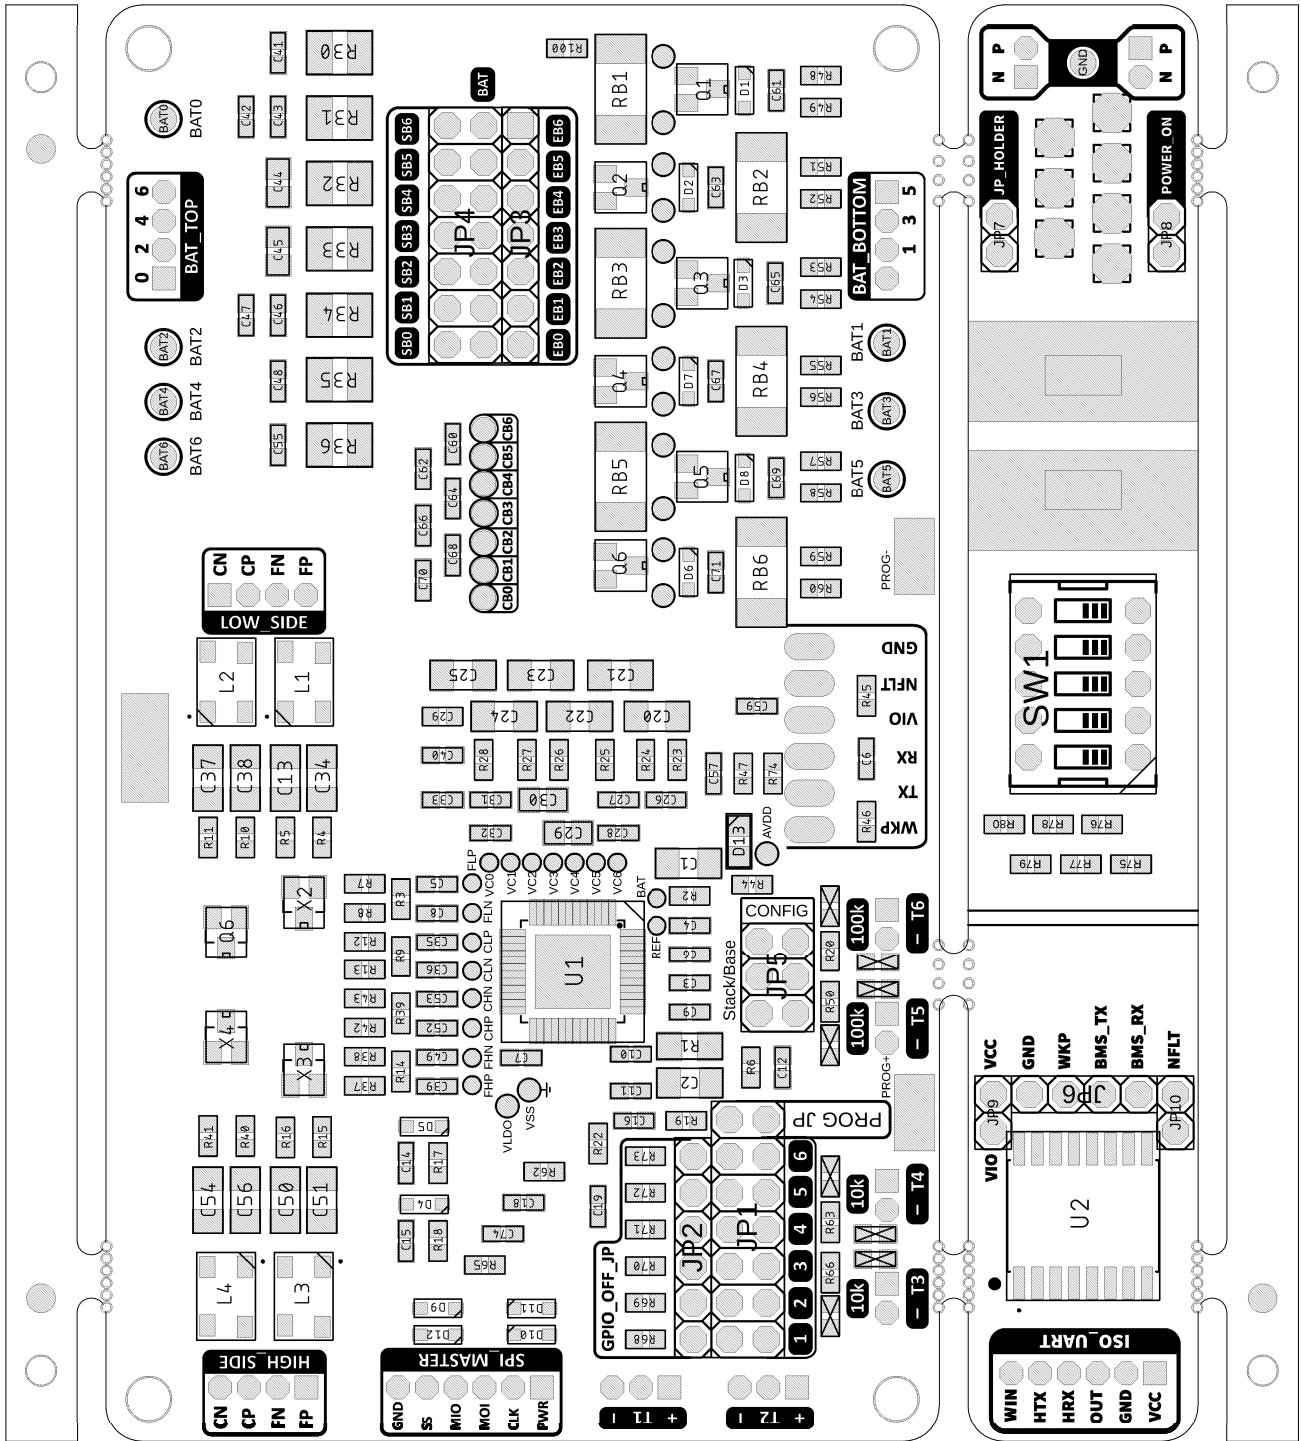 C41
R30
BAT
R100
RB1
Q1
D1
C61
R48
R49
P
N
GND
P
N
BAT0
BAT0
C42
C43
R31
SB6
EB6
SB5
EB5
SB4
EB4
SB3
EB3
SB2
EB2
SB1
EB1
SB0
EB0
JP4
JP3
C44
R32
Q2
D2
C63
RB2
R51
R52
JP_HOLDER
POWER_ON
JP7
JP8
0 2 4 6
BAT_TOP
BAT_BOTTOM
1 3 5
C45
R33
RB3
Q3
D3
C65
R53
R54
C47
C46
R34
BAT2
BAT2
BAT1
BAT1
C48
R35
Q4
D7
C67
RB4
R55
R56
BAT4
BAT4
BAT3
BAT3
C55
R36
BAT6
BAT6
C60
C62
C64
C66
C68
C70
CB6
CB5
CB4
CB3
CB2
CB1
CB0
RB5
Q5
D8
C69
R57
R58
BAT5
BAT5
Q6
D6
C71
RB6
R59
R60
PROG-
CN
CP
FN
FP
LOW_SIDE
L2
L1
C25
C23
C21
C29
C24
C22
C20
C59
GND
NFLT
VIO
RX
TX
WKP
R45
C6
R46
SW1
C40
R28
R27
R26
R25
R24
R23
C57
R47
R74
C37
C38
C13
C34
C33
C31
C30
C27
C26
C32
C29
C28
D13
AVDD
R11
R10
R5
R4
R80
R78
R76
R79
R77
R75
FLP
VC0
VC1
VC2
VC3
VC4
VC5
VC6
C1
BAT
REF
R44
R7
R3
C5
R8
C8
FLN
R2
C4
CONFIG
X2
Q6
R12
R9
C35
CLP
R13
C36
CLN
R43
R39
C53
CHN
R42
C52
CHP
R38
R14
C49
FHN
R37
C39
FHP
U1
C6
C3
C9
Stack/Base
JP5
R20
R50
100k
T6
100k
T5
X4
X3
C7
C10
R1
C11
C2
R6
C12
PROG+
VCC
GND
WKP
BMS_TX
BMS_RX
NFLT
JP9
JP6
JP10
VIO
U2
VLDO
VSS
R41
R40
R16
R15
D5
C16
R19
PROG JP
R22
C14
R17
R62
C54
C56
C50
C51
D4
C18
C19
C15
R18
C74
R65
R73
R72
R71
R70
R69
R68
GPIO_OFF_JP
JP2
JP1
6
5
4
3
2
1
R63
R66
10k
T4
10k
T3
L4
L3
D9
D11
D12
D10
HIGH_SIDE
CN
CP
FN
FP
SPI_MASTER
GND
SS
MIO
MOI
CLK
PWR
– T1 +
– T2 +
ISO_UART
WIN
HTX
HRX
OUT
GND
VCC